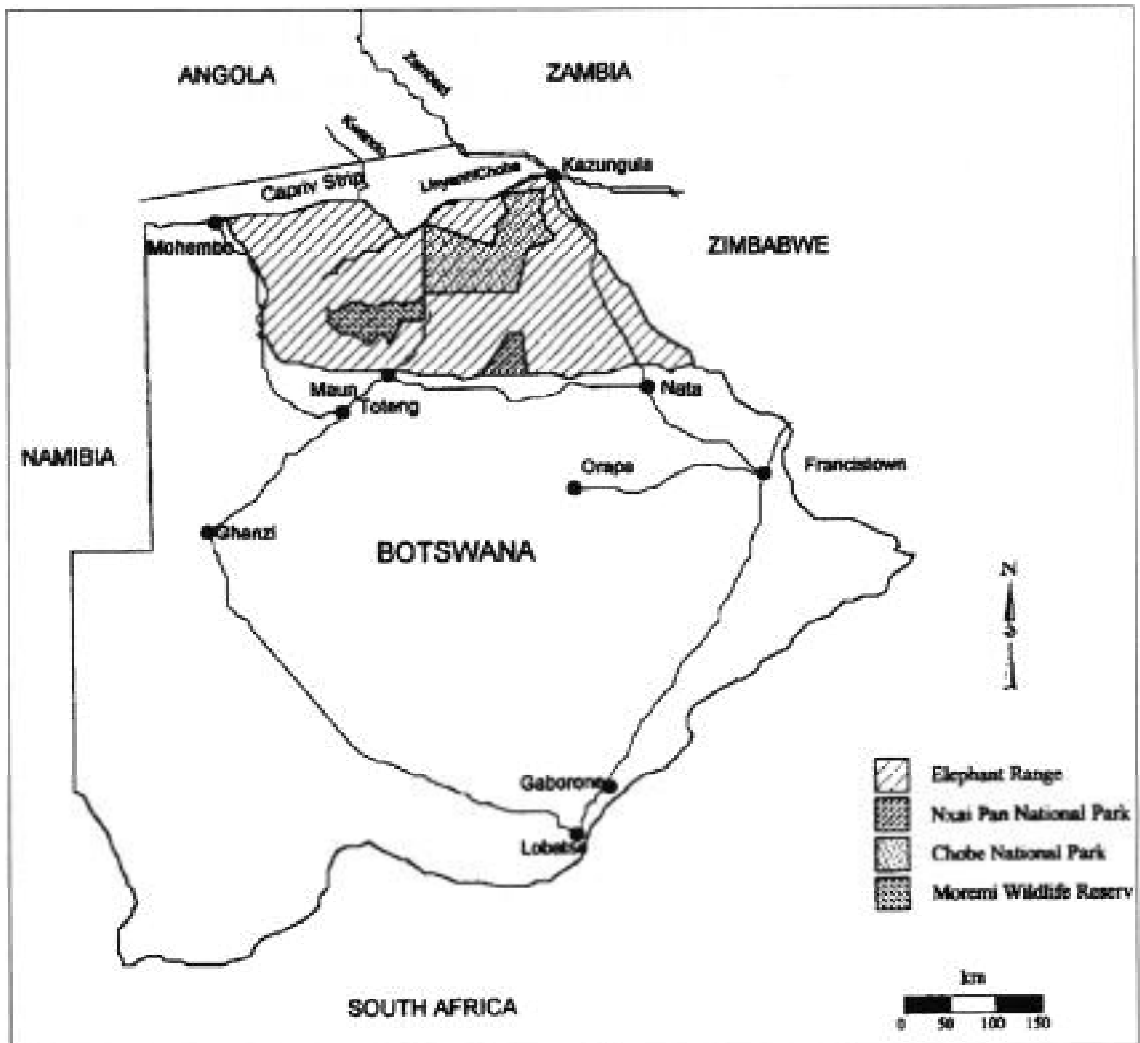 ANGOLA
ZAMBIA
Zambezi
Kwando
Kazungula
Capriv Strip
Linyanti/Chobe
Mohembo
ZIMBABWE
Maun
Toteng
Nata
NAMIBIA
Orapa
Francistown
Ghanzi
BOTSWANA
N
Gaborone
Lobatse
Elephant Range
Nxai Pan National Park
Chobe National Park
Moremi Wildlife Reserv
km
0 50 100 150
SOUTH AFRICA